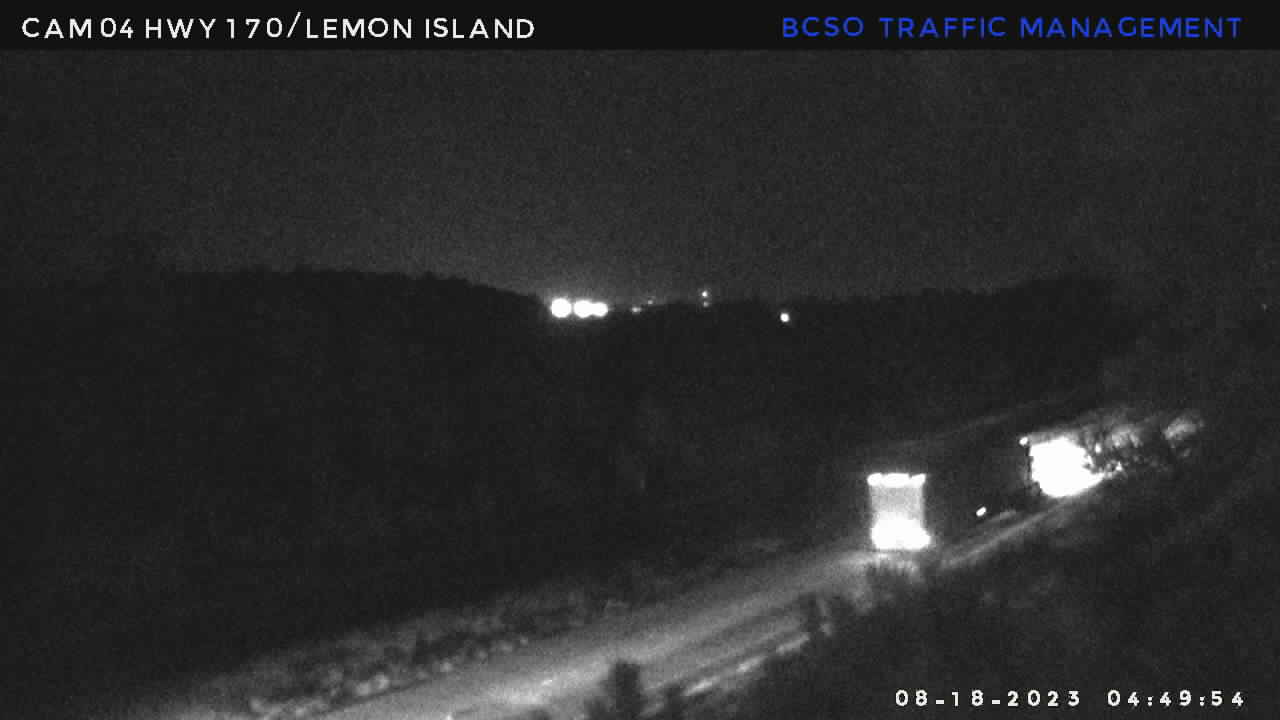 CAM04 HWY 170/LEMON ISLAND
BCSO TRAFFIC MANAGEMENT
08-18-2023 04:49:54